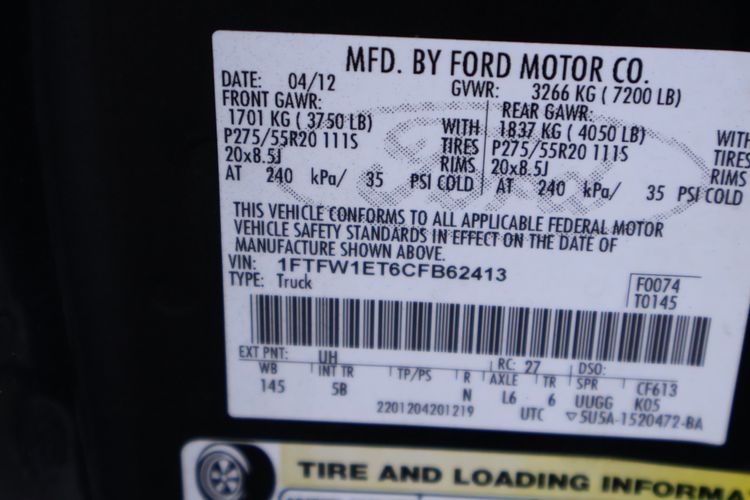 MFD. BY FORD MOTOR CO.
DATE: 04/12 GVWR: 3266 KG ( 7200 LB)
FRONT GAWR: REAR GAWR:
1701 KG ( 3750 LB) WITH 1837 KG ( 4050 LB) WITH
P275/55R20 111S TIRES P275/55R20 111S TIRES
20x8.5J RIMS 20x8.5J RIMS
AT 240 kPa/ 35 PSI COLD AT 240 kPa/ 35 PSI COLD
THIS VEHICLE CONFORMS TO ALL APPLICABLE FEDERAL MOTOR
VEHICLE SAFETY STANDARDS IN EFFECT ON THE DATE OF
MANUFACTURE SHOWN ABOVE.
VIN: 1FTFW1ET6CFB62413 F0074
TYPE: Truck T0145
EXT PNT: UH RC: 27 DSO:
WB INT TR TP/PS R AXLE TR SPR CF613
145 5B N L6 6 UUGG K05
2201204201219 UTC ▽5U5A-1520472-BA
TIRE AND LOADING INFORMA